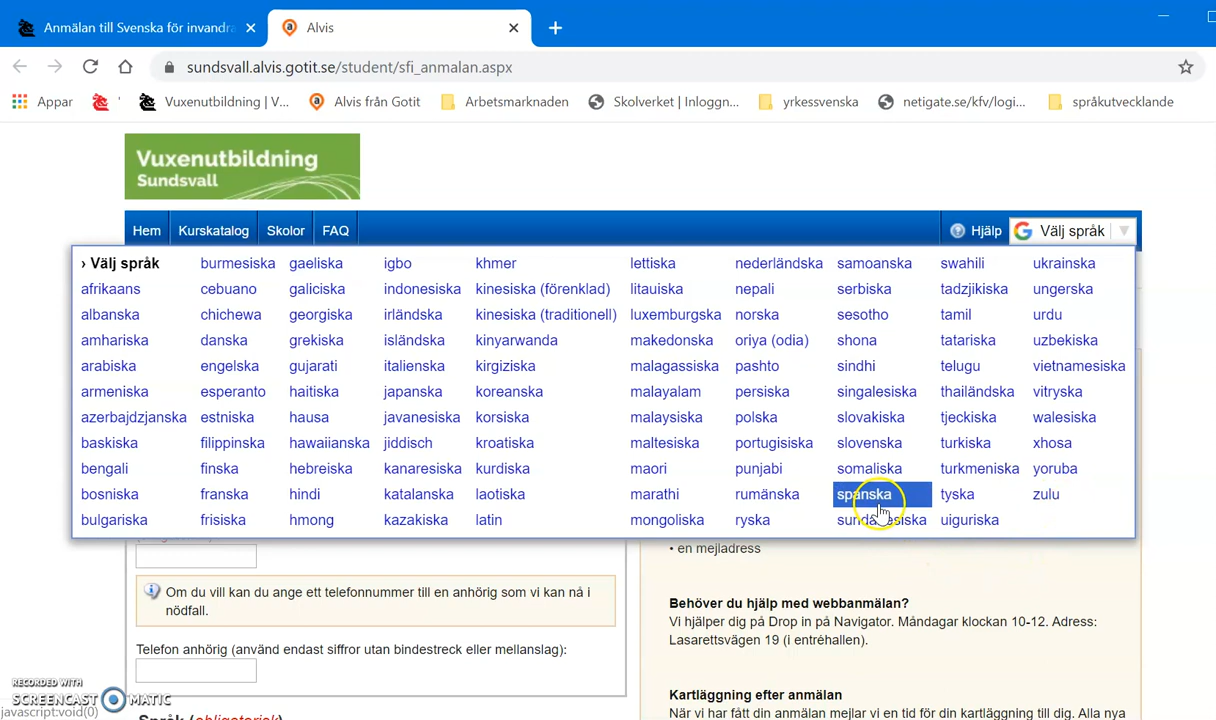 Anmälan till Svenska för invandra
Alvis
sundsvall.alvis.gotit.se/student/sfi_anmalan.aspx
Appar
'
Vuxenutbildning | V...
Alvis från Gotit
Arbetsmarknaden
Skolverket | Inloggn...
yrkessvenska
netigate.se/kfv/logi...
språkutvecklande
Vuxenutbildning
Sundsvall
Hem Kurskatalog Skolor FAQ Hjälp Välj språk
› Välj språk burmesiska gaeliska igbo khmer lettiska nederländska samoanska swahili ukrainska
afrikaans cebuano galiciska indonesiska kinesiska (förenklad) litauiska nepali serbiska tadzjikiska ungerska
albanska chichewa georgiska irländska kinesiska (traditionell) luxemburgska norska sesotho tamil urdu
amhariska danska grekiska isländska kinyarwanda makedonska oriya (odia) shona tatariska uzbekiska
arabiska engelska gujarati italienska kirgiziska malagassiska pashto sindhi telugu vietnamesiska
armeniska esperanto haitiska japanska koreanska malayalam persiska singalesiska thailändska vitryska
azerbajdzjanska estniska hausa javanesiska korsiska malaysiska polska slovakiska tjeckiska walesiska
baskiska filippinska hawaiianska jiddisch kroatiska maltesiska portugisiska slovenska turkiska xhosa
bengali finska hebreiska kanaresiska kurdiska maori punjabi somaliska turkmeniska yoruba
bosniska franska hindi katalanska laotiska marathi rumänska spanska tyska zulu
bulgariska frisiska hmong kazakiska latin mongoliska ryska sundanesiska uiguriska
• en mejladress
Om du vill kan du ange ett telefonnummer till en anhörig som vi kan nå i
nödfall.
Telefon anhörig (använd endast siffror utan bindestreck eller mellanslag):
Språk (obligatorisk)
Behöver du hjälp med webbanmälan?
Vi hjälper dig på Drop in på Navigator. Måndagar klockan 10-12. Adress:
Lasarettsvägen 19 (i entréhallen).
Kartläggning efter anmälan
När vi har fått din anmälan mejlar vi en tid för din kartläggning till dig. Alla nya
RECORDED WITH
SCREENCAST MATIC
javascript:void(0)